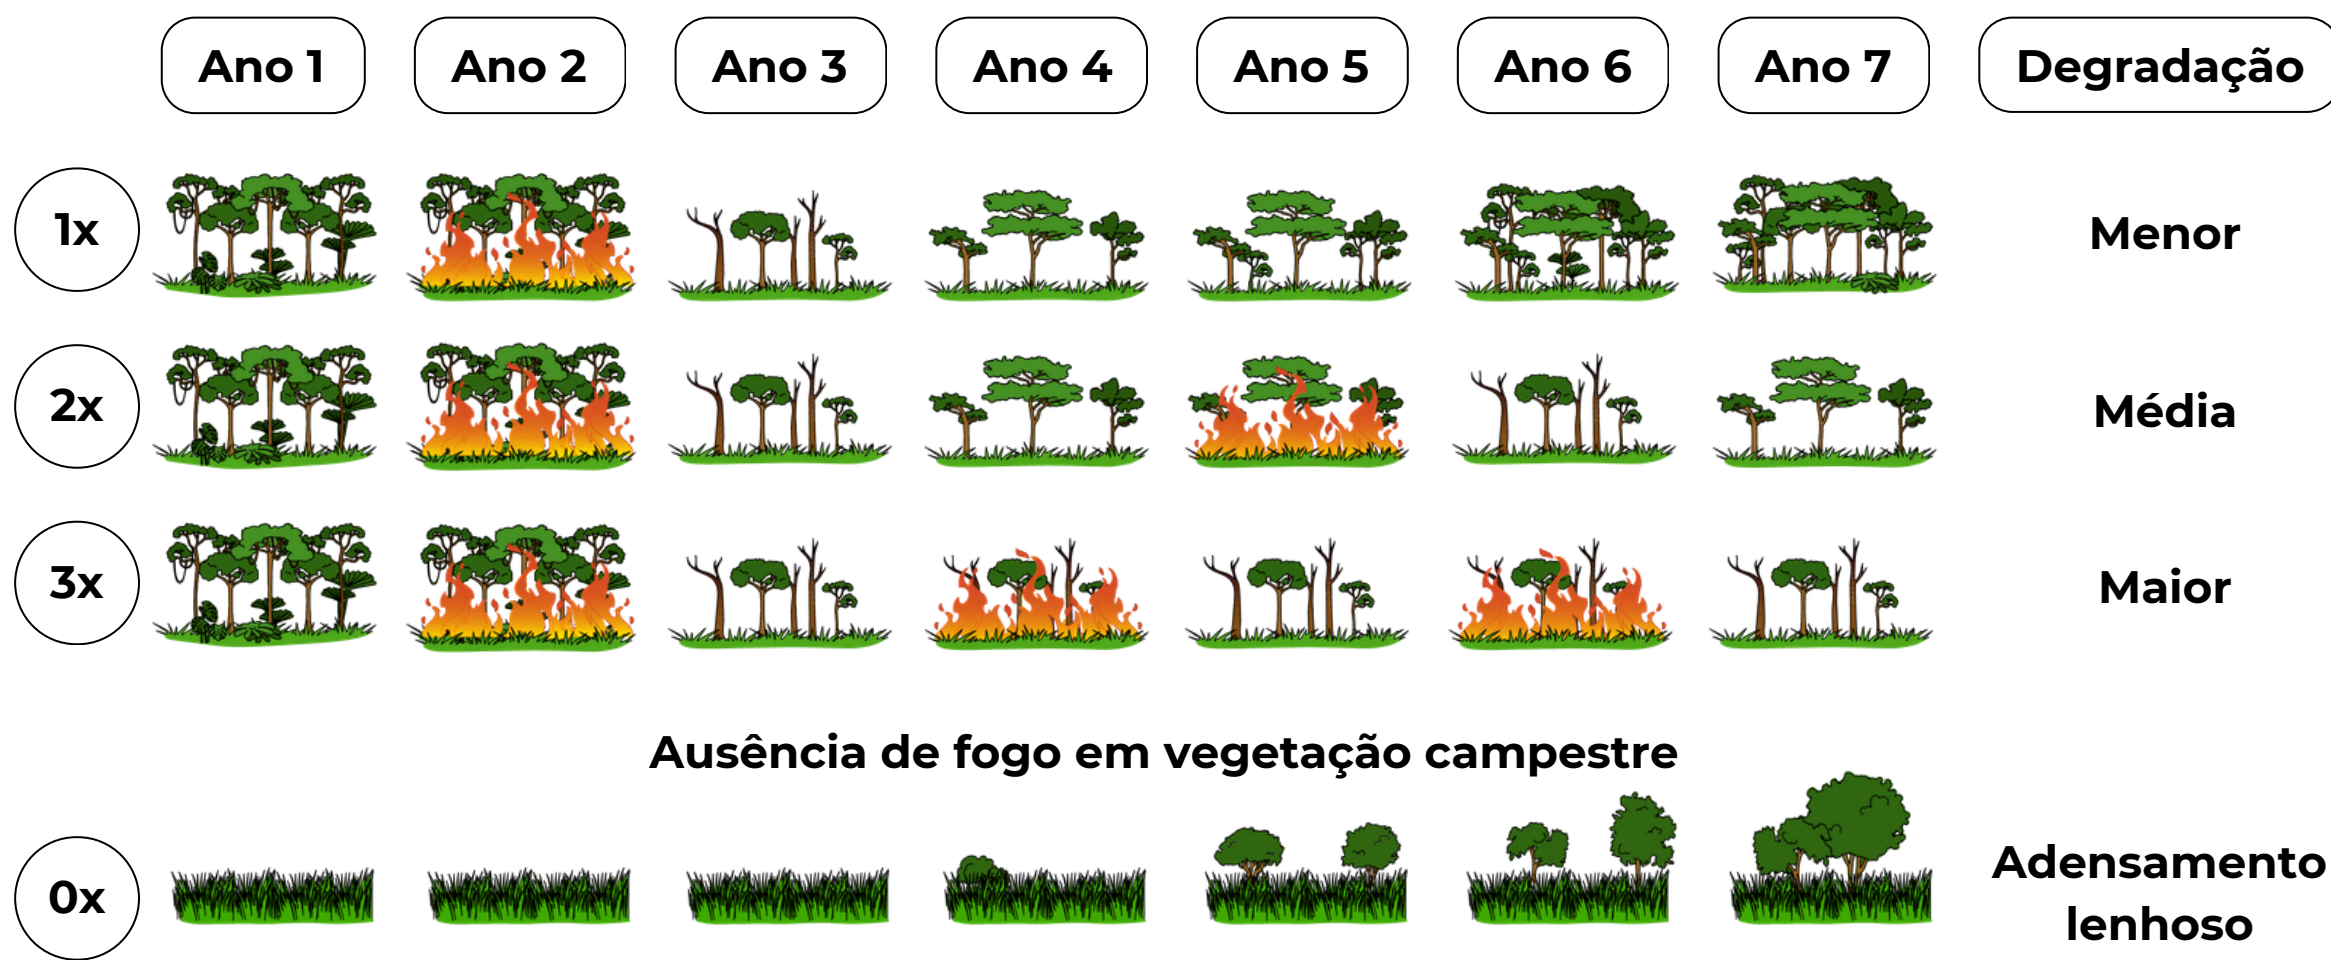 Ano 1 Ano 2 Ano 3 Ano 4 Ano 5 Ano 6 Ano 7 Degradação
1x Menor
2x Média
3x Maior
Ausência de fogo em vegetação campestre
0x Adensamento
lenhoso